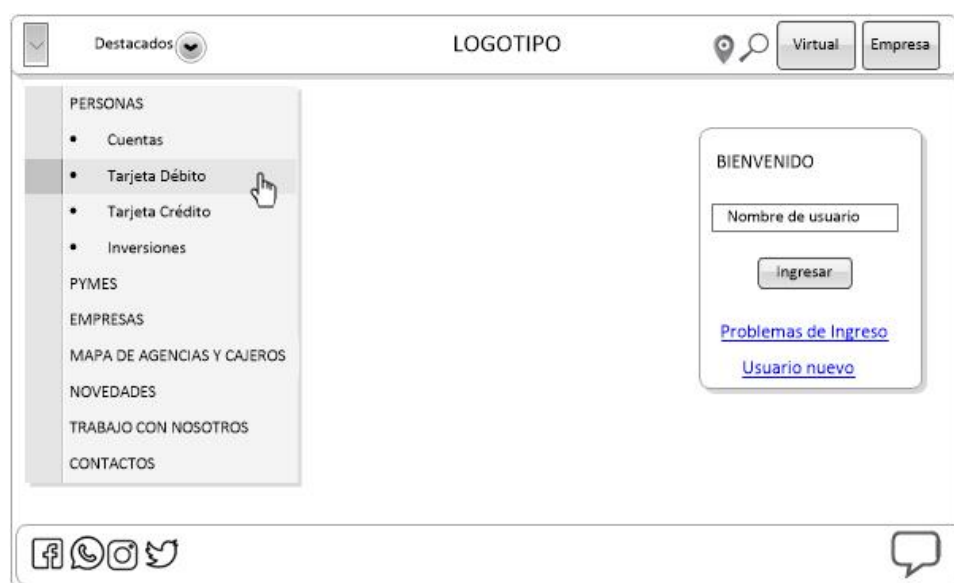 Destacados
LOGOTIPO
Virtual
Empresa
PERSONAS
• Cuentas
• Tarjeta Débito
• Tarjeta Crédito
• Inversiones
PYMES
EMPRESAS
MAPA DE AGENCIAS Y CAJEROS
NOVEDADES
TRABAJO CON NOSOTROS
CONTACTOS
BIENVENIDO
Nombre de usuario
Ingresar
Problemas de Ingreso
Usuario nuevo